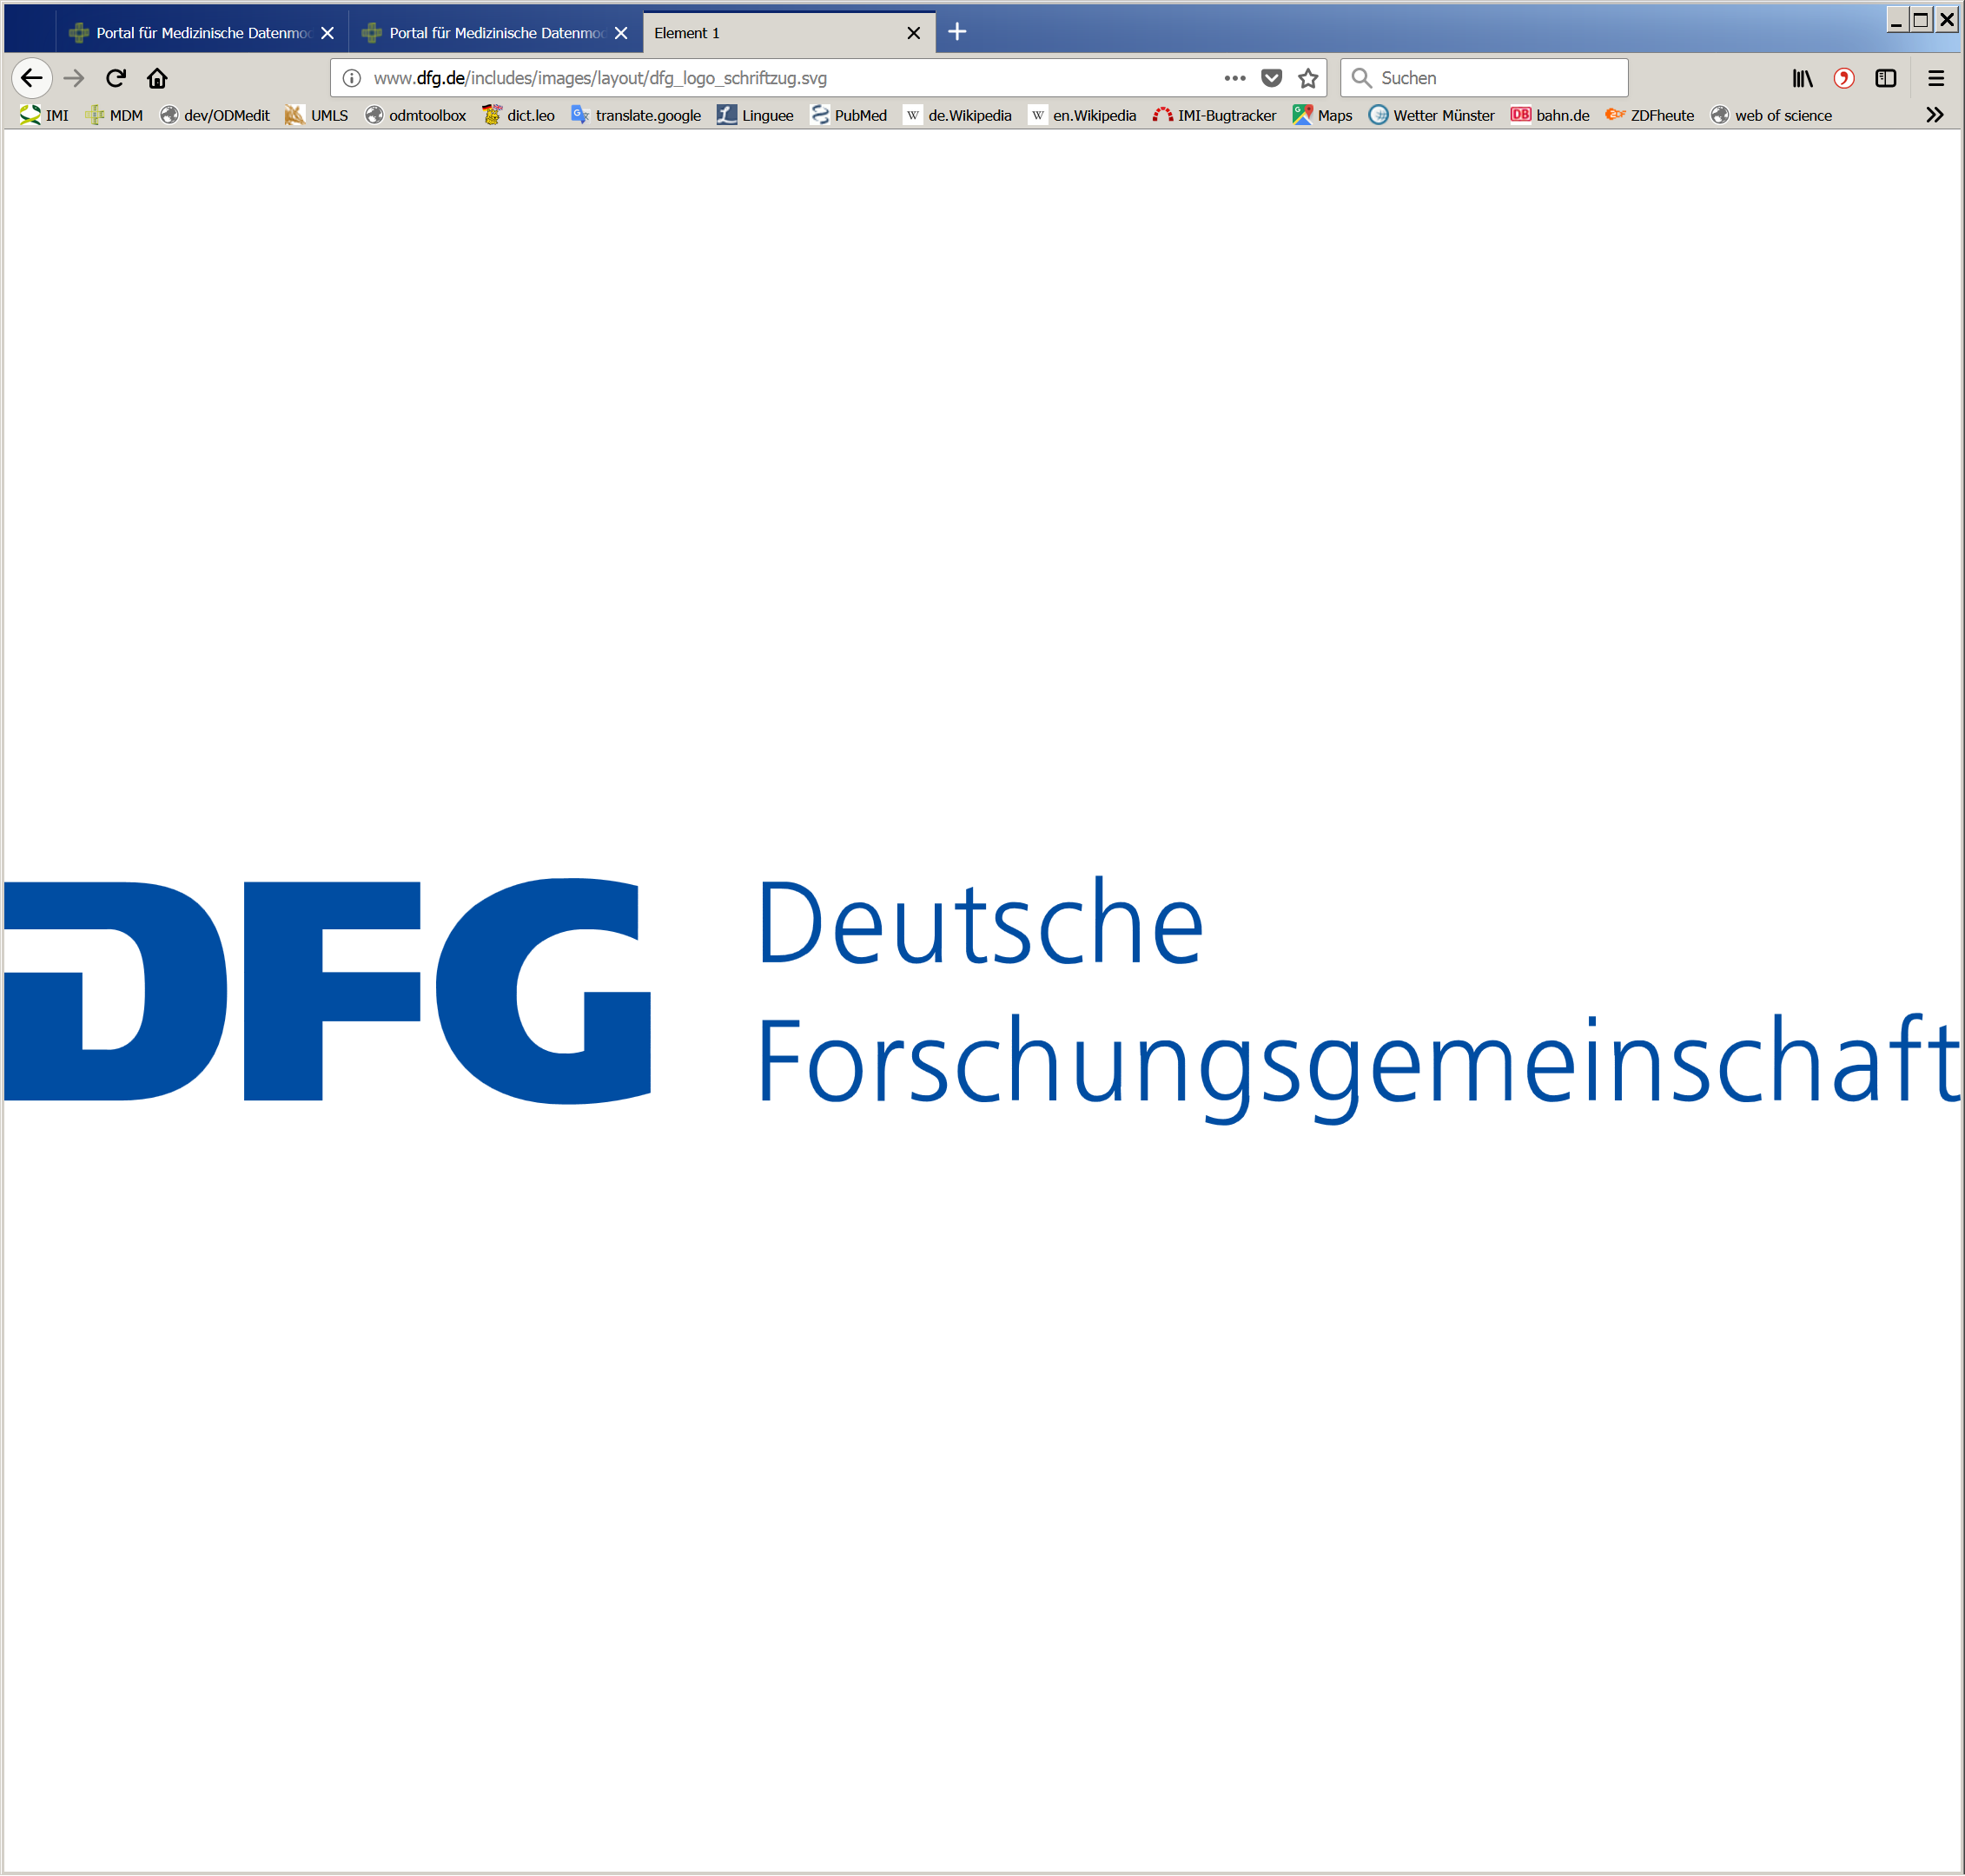 Portal für Medizinische Datenmo
Portal für Medizinische Datenmo
Element 1
www.dfg.de/includes/images/layout/dfg_logo_schriftzug.svg
Suchen
IMI MDM dev/ODMedit UMLS odmtoolbox dict.leo translate.google Linguee PubMed W de.Wikipedia W en.Wikipedia IMI-Bugtracker Maps Wetter Münster DB bahn.de ZDF ZDFheute web of science
DFG Deutsche
Forschungsgemeinschaft